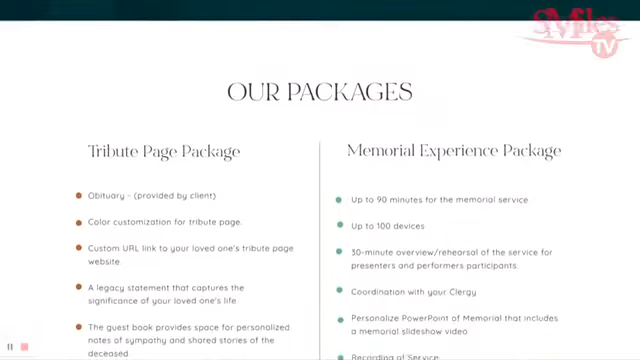 SMiles
TV
OUR PACKAGES
Tribute Page Package
Obituary - (provided by client)
Color customization for tribute page.
Custom URL link to your loved one's tribute page
website.
A legacy statement that captures the
significance of your loved one's life.
The guest book provides space for personalized
notes of sympathy and shared stories of the
deceased
Memorial Experience Package
Up to 90 minutes for the memorial service.
Up to 100 devices
30-minute overview/rehearsal of the service for
presenters and performers participants.
Coordination with your Clergy
Personalize PowerPoint of Memorial that includes
a memorial slideshow video
Recording of Service